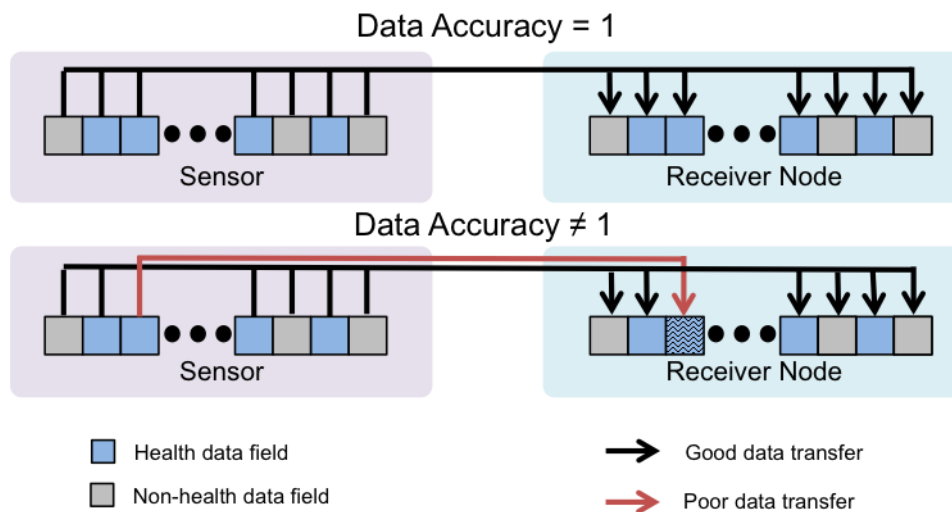 Data Accuracy = 1
Sensor
Receiver Node
Data Accuracy ≠ 1
Sensor
Receiver Node
Health data field
Good data transfer
Non-health data field
Poor data transfer